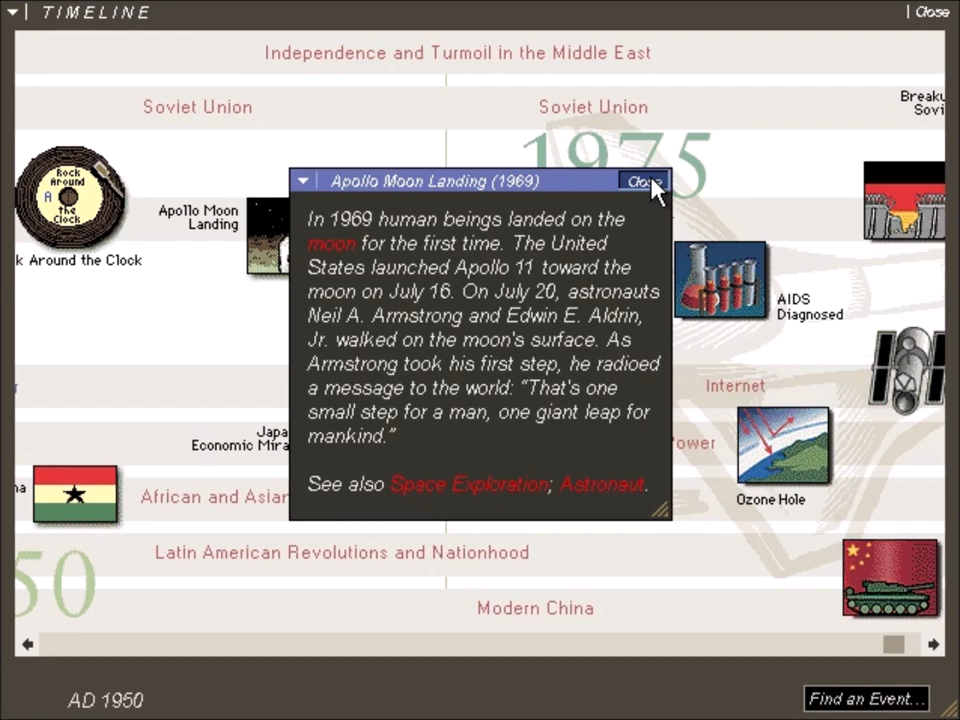 TIMELINE
Close
Independence and Turmoil in the Middle East
Soviet Union
Soviet Union
Breaku
Sovi
1975
Rock
Around
A
the
Clock
Apollo Moon
Landing
k Around the Clock
Apollo Moon Landing (1969)
Close
In 1969 human beings landed on the
moon for the first time. The United
States launched Apollo 11 toward the
moon on July 16. On July 20, astronauts
Neil A. Armstrong and Edwin E. Aldrin,
Jr. walked on the moon's surface. As
Armstrong took his first step, he radioed
a message to the world: "That's one
small step for a man, one giant leap for
mankind."
See also Space Exploration; Astronaut.
AIDS
Diagnosed
Internet
Japa
Economic Mira
ower
na
African and Asian
Ozone Hole
Latin American Revolutions and Nationhood
50
Modern China
AD 1950
Find an Event...